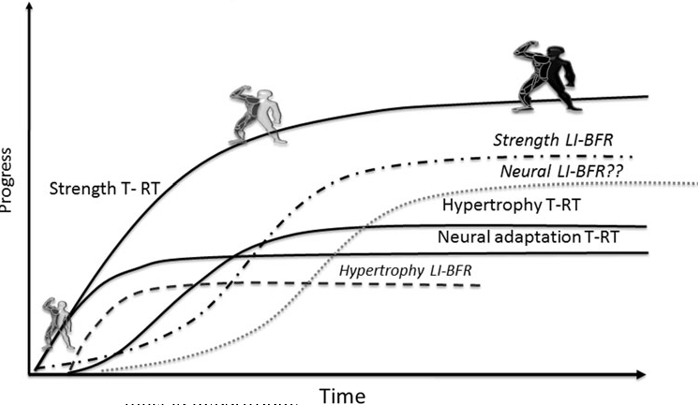 Progress
Strength T- RT
Strength LI-BFR
Neural LI-BFR??
Hypertrophy T-RT
Neural adaptation T-RT
Hypertrophy LI-BFR
Time